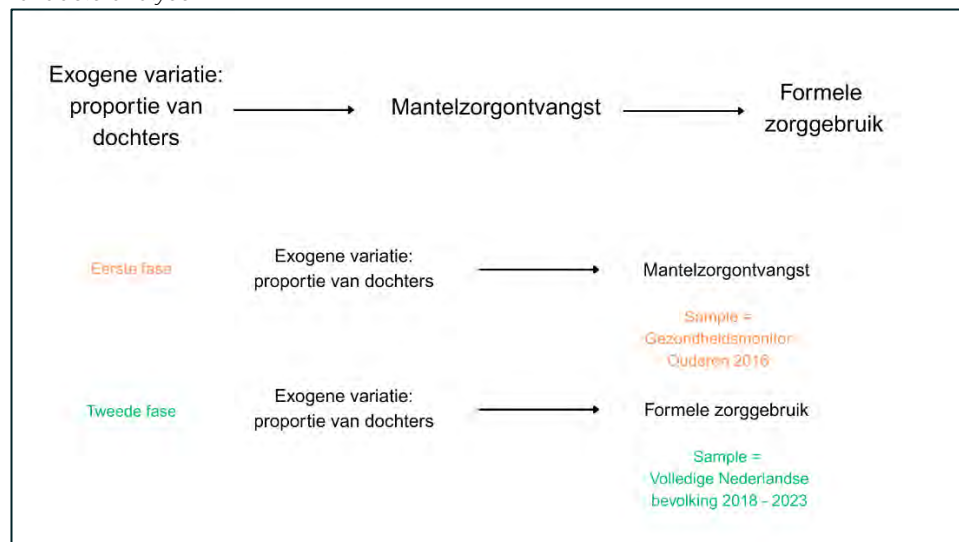 Exogene variatie:
proportie van
dochters
Mantelzorgontvangst
Formele
zorggebruik
Eerste fase
Exogene variatie:
proportie van dochters
Mantelzorgontvangst
Sample =
Gezondheidsmonitor
Ouderen 2016
Tweede fase
Exogene variatie:
proportie van dochters
Formele zorggebruik
Sample =
Volledige Nederlandse
bevolking 2018 - 2023